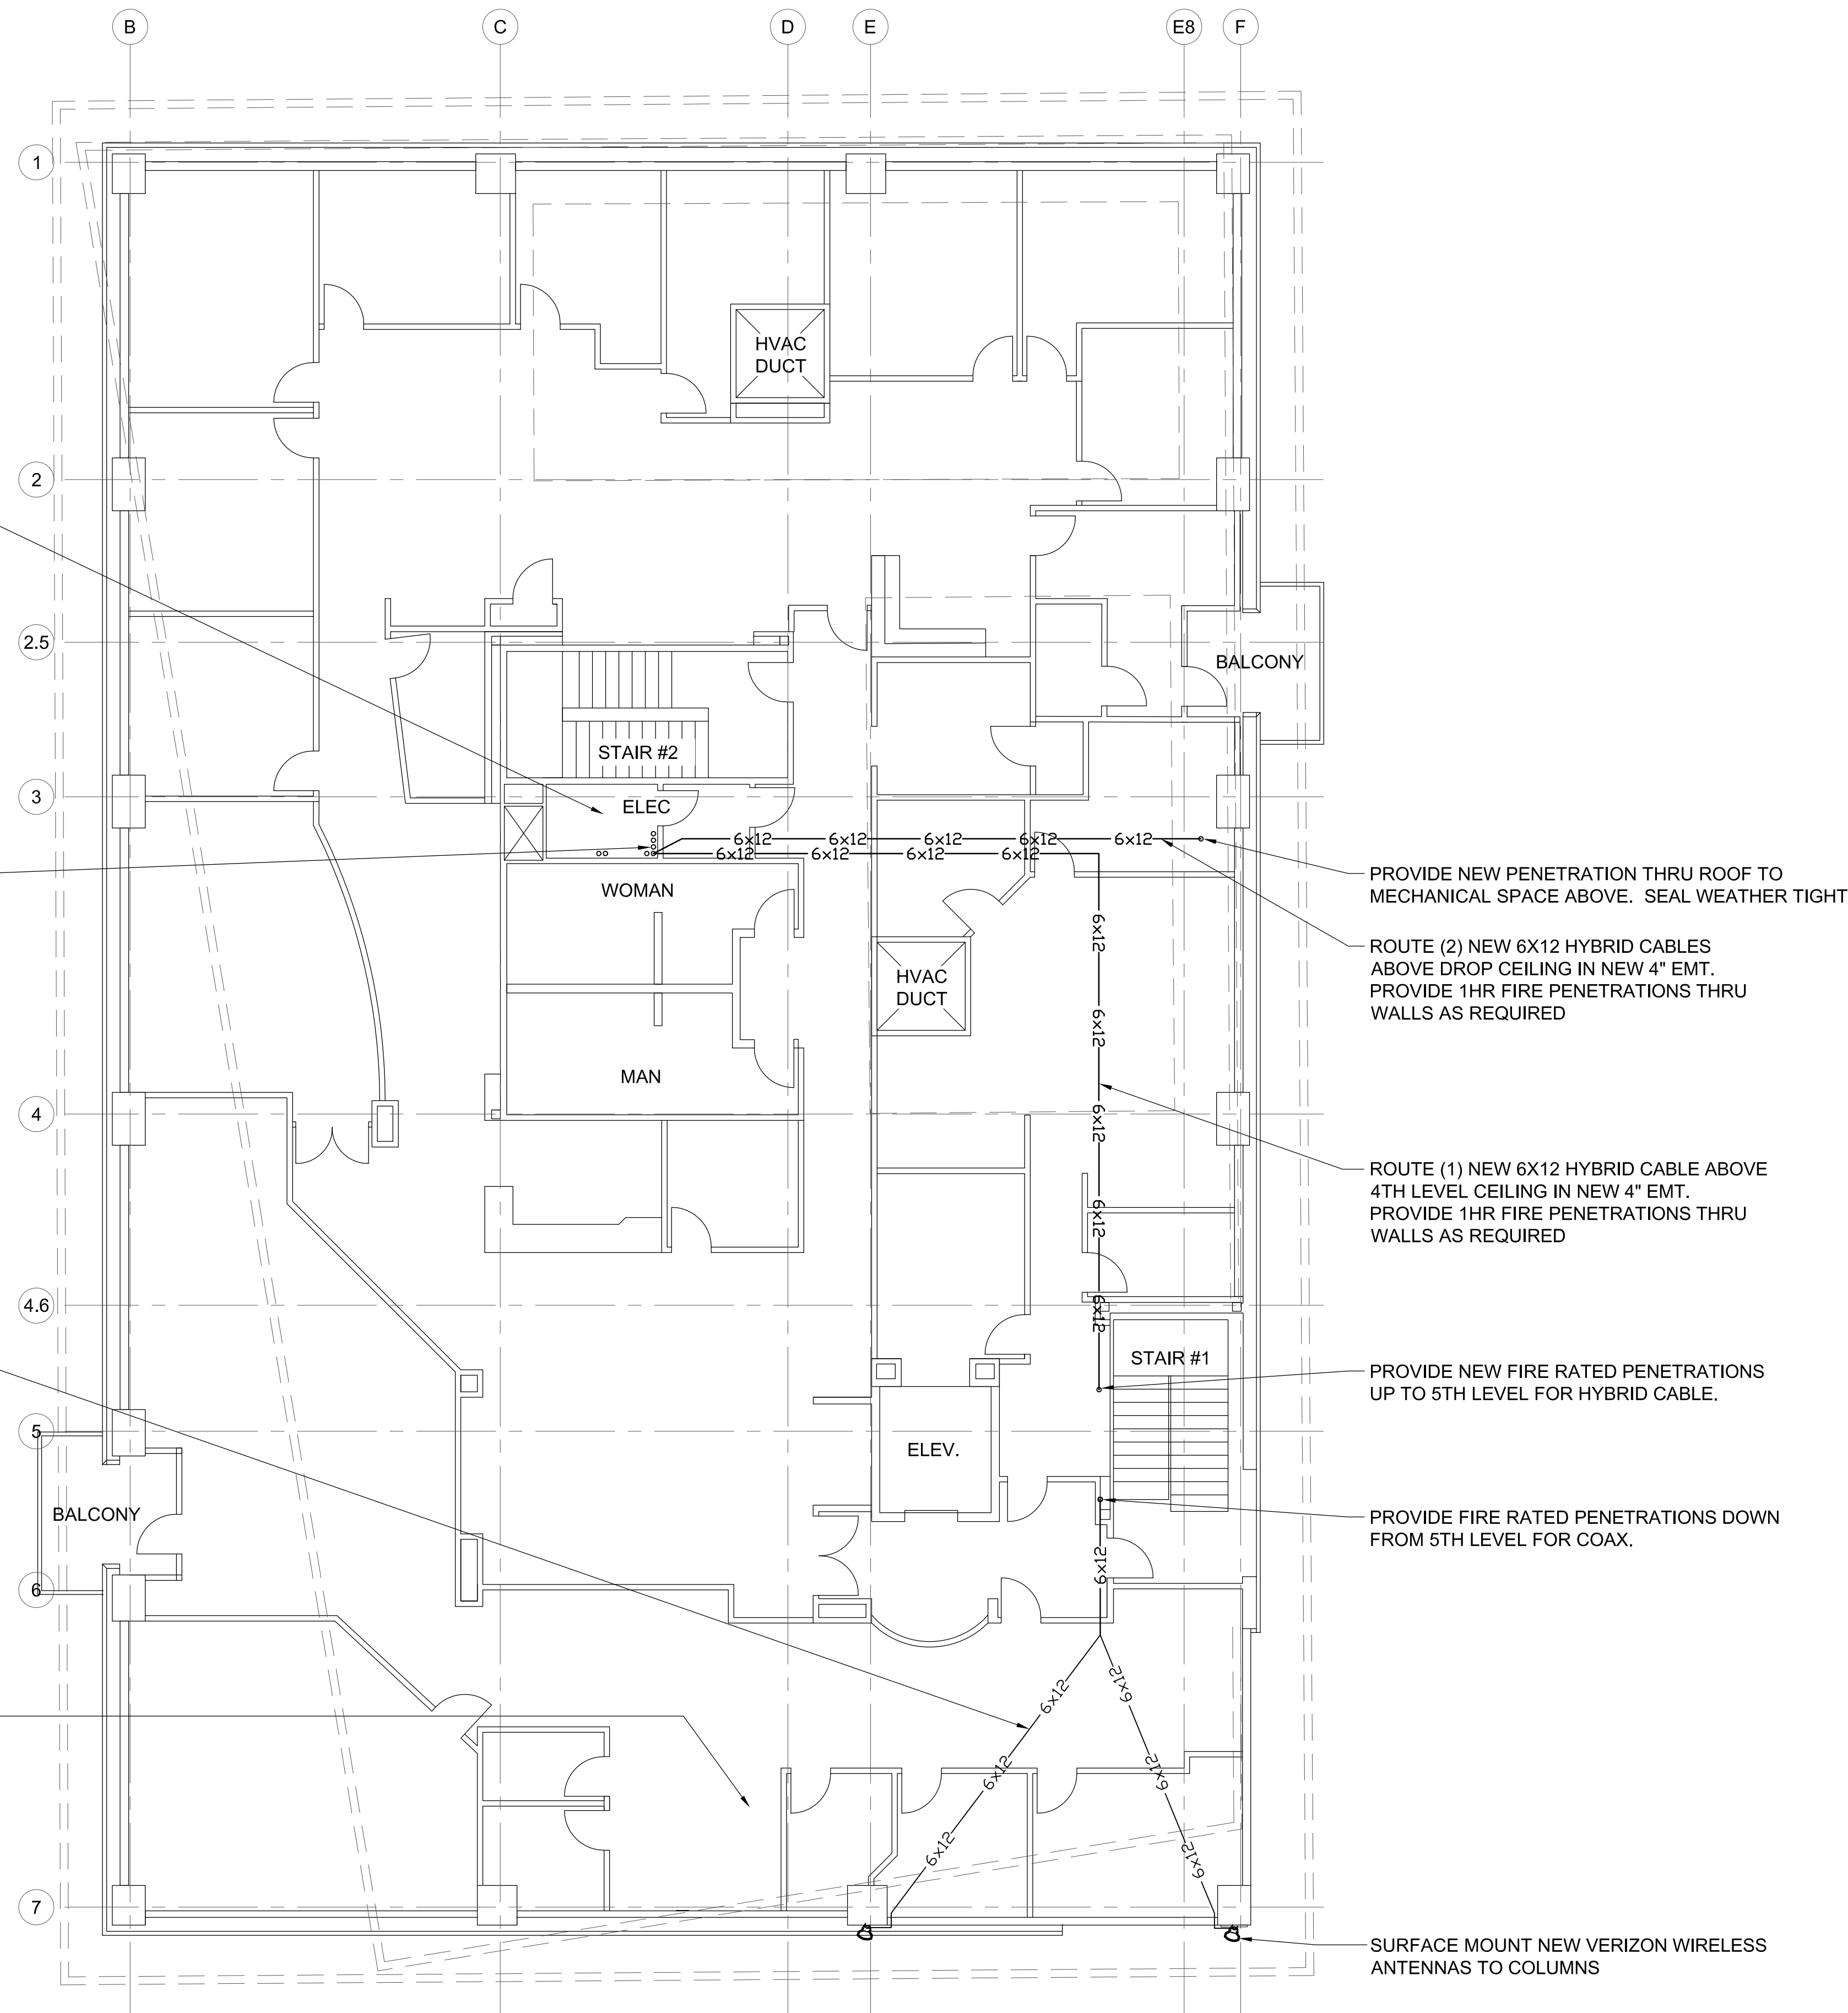 B
C
D
E
E8
F
1
HVAC
DUCT
2
2.5
BALCONY
STAIR #2
3
ELEC
6x12
6x12
6x12
6x12
6x12
6x12
6x12
6x12
6x12
PROVIDE NEW PENETRATION THRU ROOF TO
MECHANICAL SPACE ABOVE. SEAL WEATHER TIGHT
WOMAN
6x12
ROUTE (2) NEW 6X12 HYBRID CABLES
ABOVE DROP CEILING IN NEW 4" EMT.
PROVIDE 1HR FIRE PENETRATIONS THRU
WALLS AS REQUIRED
HVAC
DUCT
6x12
MAN
4
6x12
ROUTE (1) NEW 6X12 HYBRID CABLE ABOVE
4TH LEVEL CEILING IN NEW 4" EMT.
PROVIDE 1HR FIRE PENETRATIONS THRU
WALLS AS REQUIRED
6x12
4.6
6x12
STAIR #1
PROVIDE NEW FIRE RATED PENETRATIONS
UP TO 5TH LEVEL FOR HYBRID CABLE.
5
ELEV.
BALCONY
PROVIDE FIRE RATED PENETRATIONS DOWN
FROM 5TH LEVEL FOR COAX.
6x12
6
6x12
6x12
6x12
6x12
6x12
6x12
7
SURFACE MOUNT NEW VERIZON WIRELESS
ANTENNAS TO COLUMNS